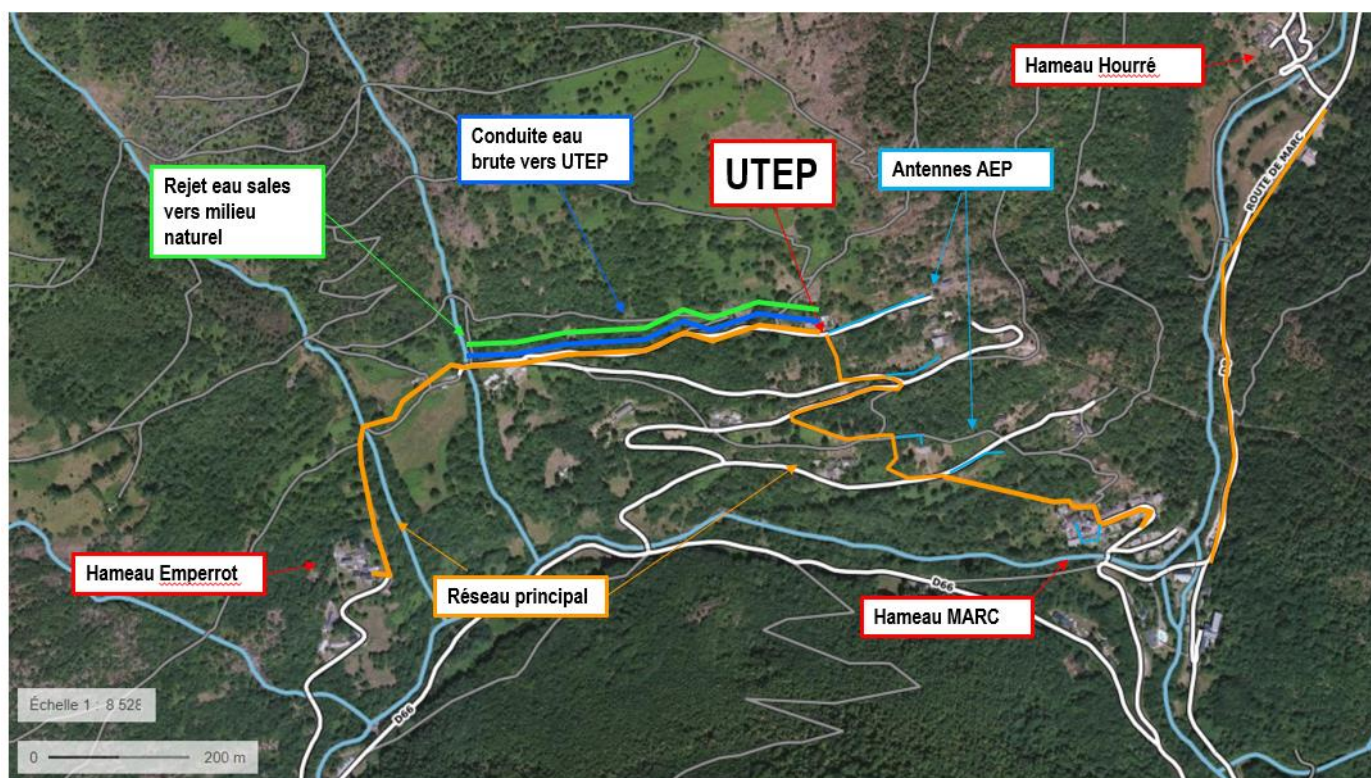 Hameau Hourré
Conduite eau
brute vers UTEP
UTEP
Antennes AEP
Rejet eau sales
vers milieu
naturel
ROUTE DE MARC
Hameau Emperrot
Réseau principal
D66
Hameau MARC
D66
Échelle 1 : 8 528
0 200 m